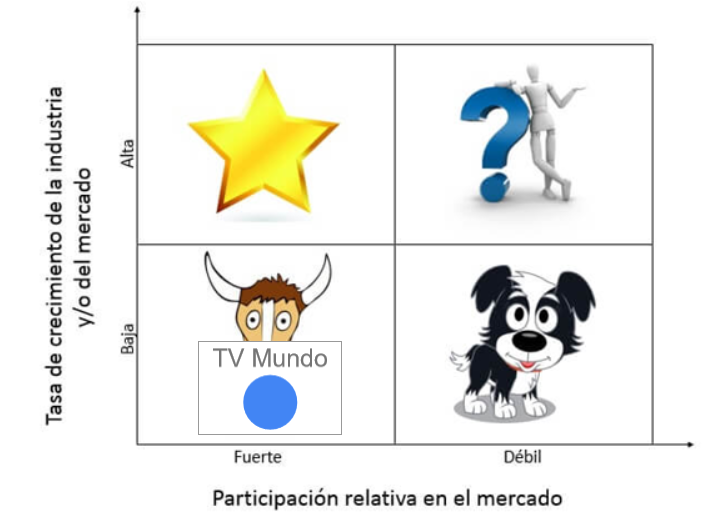 Tasa de crecimiento de la industria
y/o del mercado
Alta
Baja
TV Mundo
Fuerte
Débil
Participación relativa en el mercado